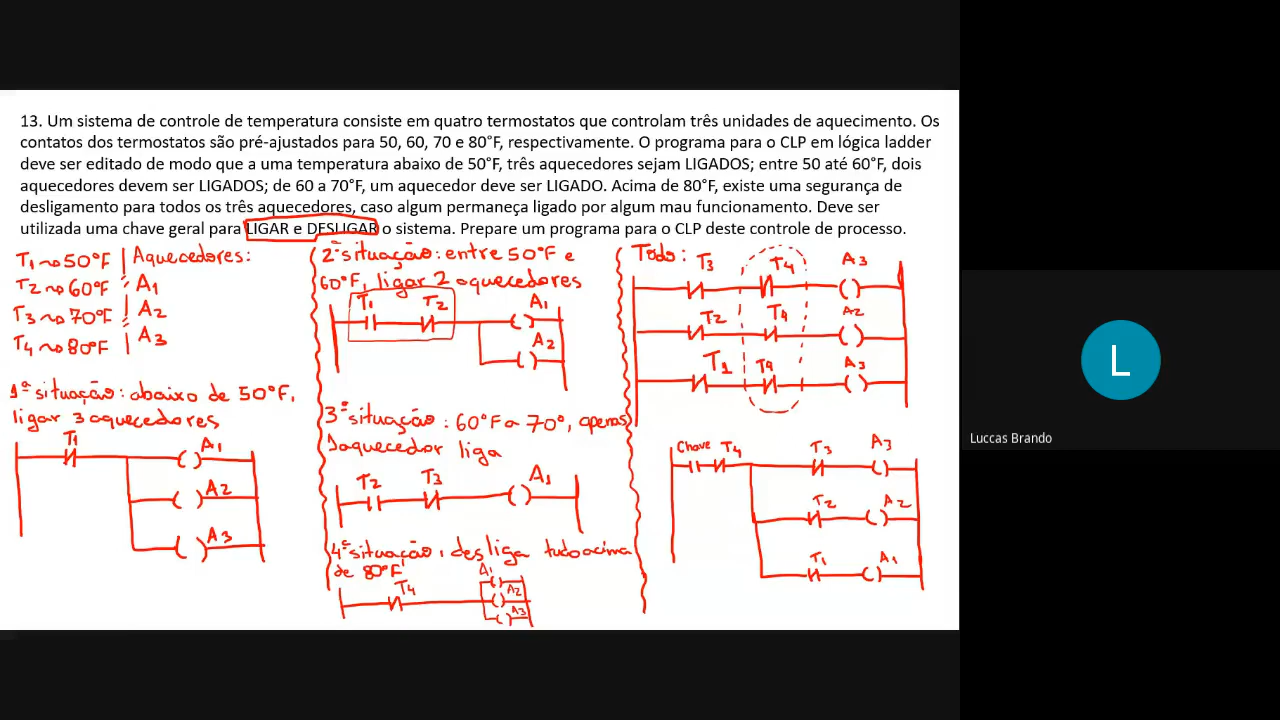 13. Um sistema de controle de temperatura consiste em quatro termostatos que controlam três unidades de aquecimento. Os
contatos dos termostatos são pré-ajustados para 50, 60, 70 e 80°F, respectivamente. O programa para o CLP em lógica ladder
deve ser editado de modo que a uma temperatura abaixo de 50°F, três aquecedores sejam LIGADOS; entre 50 até 60°F, dois
aquecedores devem ser LIGADOS; de 60 a 70°F, um aquecedor deve ser LIGADO. Acima de 80°F, existe uma segurança de
desligamento para todos os três aquecedores, caso algum permaneça ligado por algum mau funcionamento. Deve ser
utilizada uma chave geral para LIGAR e DESLIGAR o sistema. Prepare um programa para o CLP deste controle de processo.
T1 ~> 50°F
T2 ~> 60°F
T3 ~> 70°F
T4 ~> 80°F
Aquecedores:
A1
A2
A3
1ª situação: abaixo de 50°F,
ligar 3 aquecedores
T1 A1
A2
A3
2ª situação: entre 50°F e
60°F, ligar 2 aquecedores
T1 T2 A1
A2
3ª situação: 60°F a 70°, apenas
1 aquecedor liga
T2 T3 A1
4ª situação: desliga tudo acima
de 80°F
T4 A1
A2
A3
Todo:
T3 T4 A3
T2 T4 A2
T1 T4 A3
Chave T4 T3 A3
T2 A2
T1 A1
L
Luccas Brando